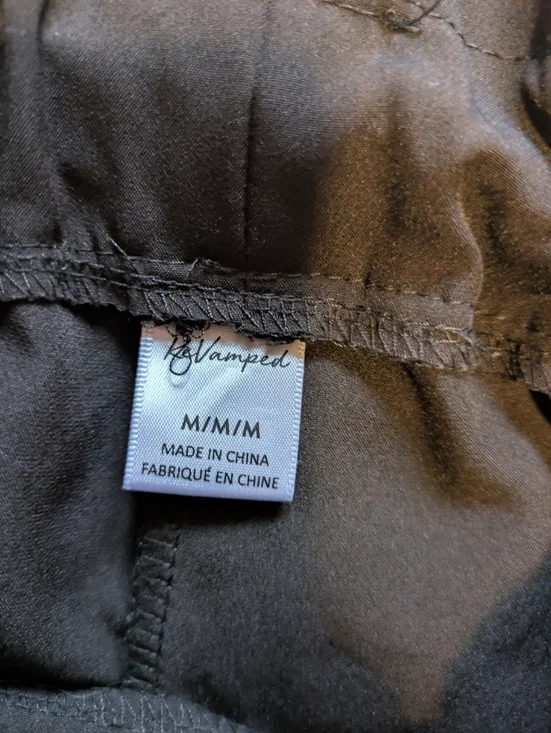 ReVamped
M/M/M
MADE IN CHINA
FABRIQUÉ EN CHINE